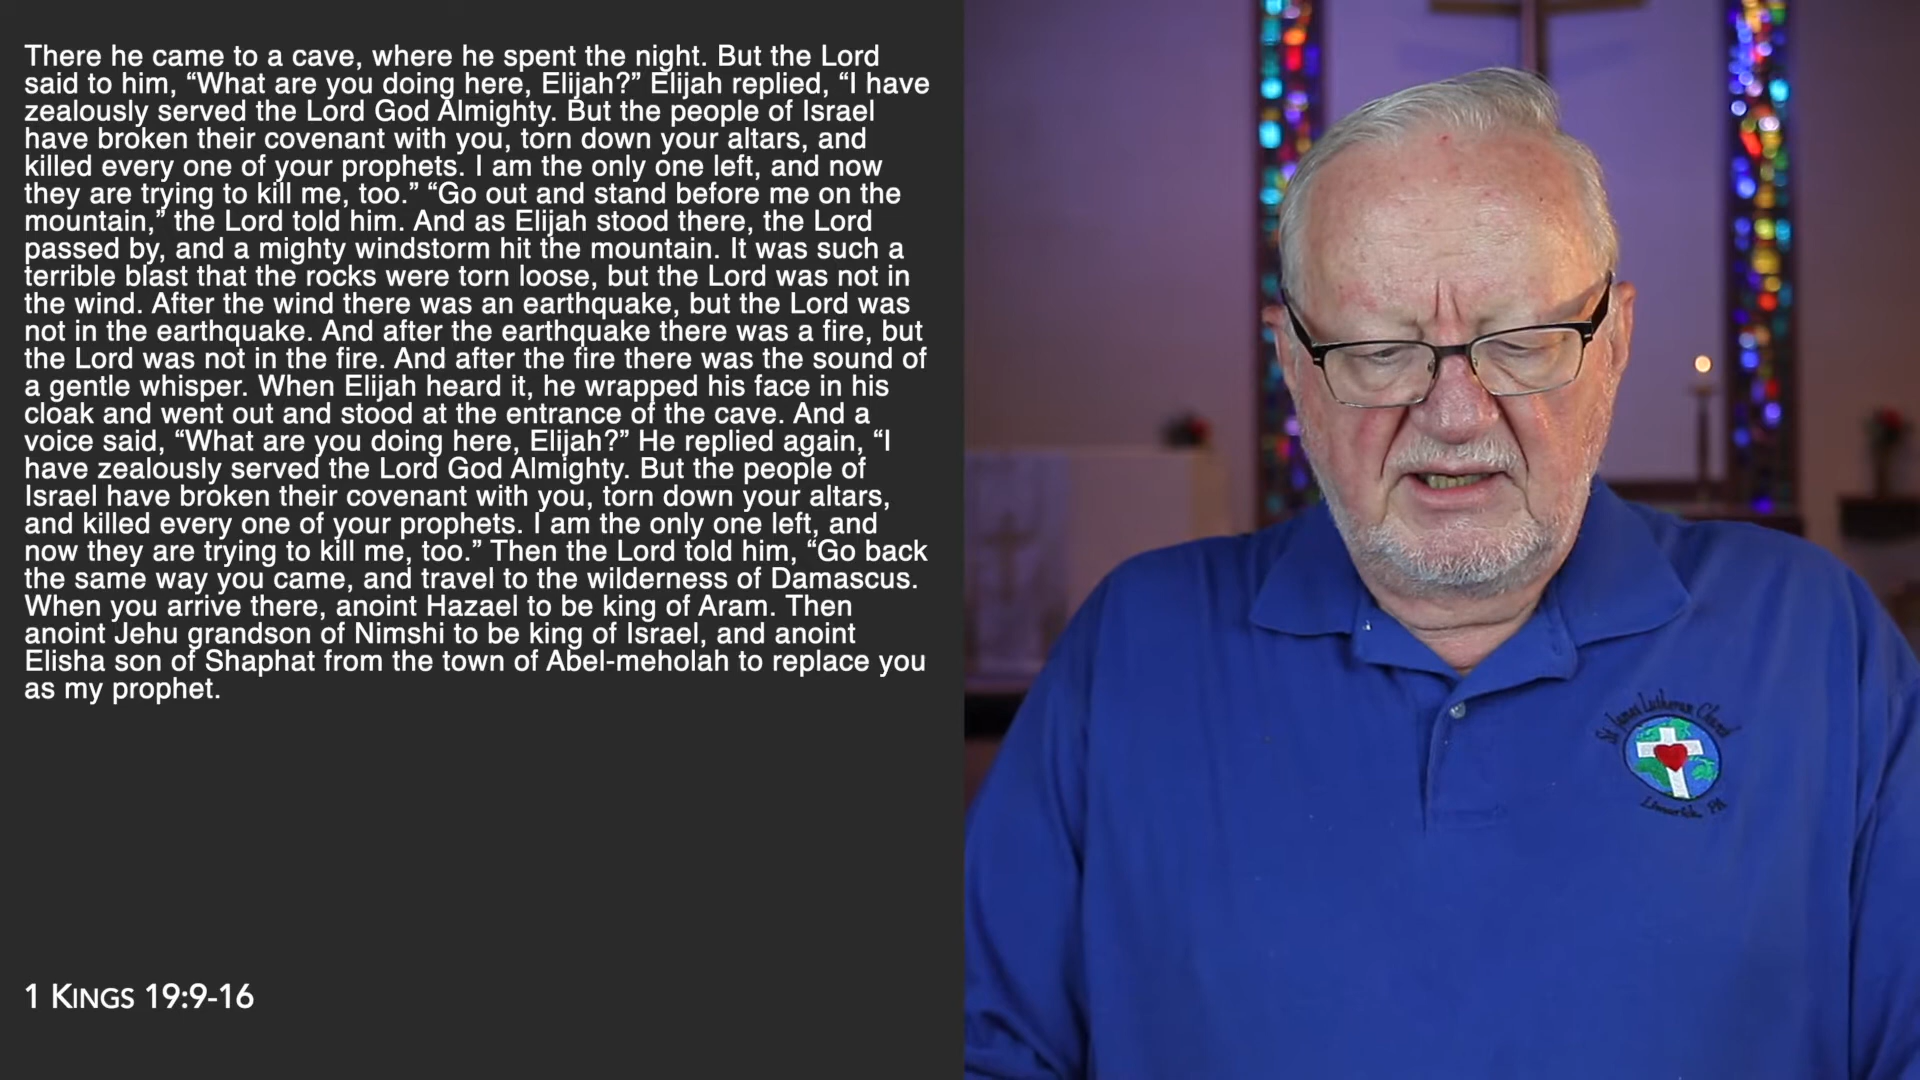 There he came to a cave, where he spent the night. But the Lord
said to him, “What are you doing here, Elijah?” Elijah replied, “I have
zealously served the Lord God Almighty. But the people of Israel
have broken their covenant with you, torn down your altars, and
killed every one of your prophets. I am the only one left, and now
they are trying to kill me, too.” “Go out and stand before me on the
mountain,” the Lord told him. And as Elijah stood there, the Lord
passed by, and a mighty windstorm hit the mountain. It was such a
terrible blast that the rocks were torn loose, but the Lord was not in
the wind. After the wind there was an earthquake, but the Lord was
not in the earthquake. And after the earthquake there was a fire, but
the Lord was not in the fire. And after the fire there was the sound of
a gentle whisper. When Elijah heard it, he wrapped his face in his
cloak and went out and stood at the entrance of the cave. And a
voice said, “What are you doing here, Elijah?” He replied again, “I
have zealously served the Lord God Almighty. But the people of
Israel have broken their covenant with you, torn down your altars,
and killed every one of your prophets. I am the only one left, and
now they are trying to kill me, too.” Then the Lord told him, “Go back
the same way you came, and travel to the wilderness of Damascus.
When you arrive there, anoint Hazael to be king of Aram. Then
anoint Jehu grandson of Nimshi to be king of Israel, and anoint
Elisha son of Shaphat from the town of Abel-meholah to replace you
as my prophet.
1 KINGS 19:9-16
St James Lutheran Church
Limerick, PA